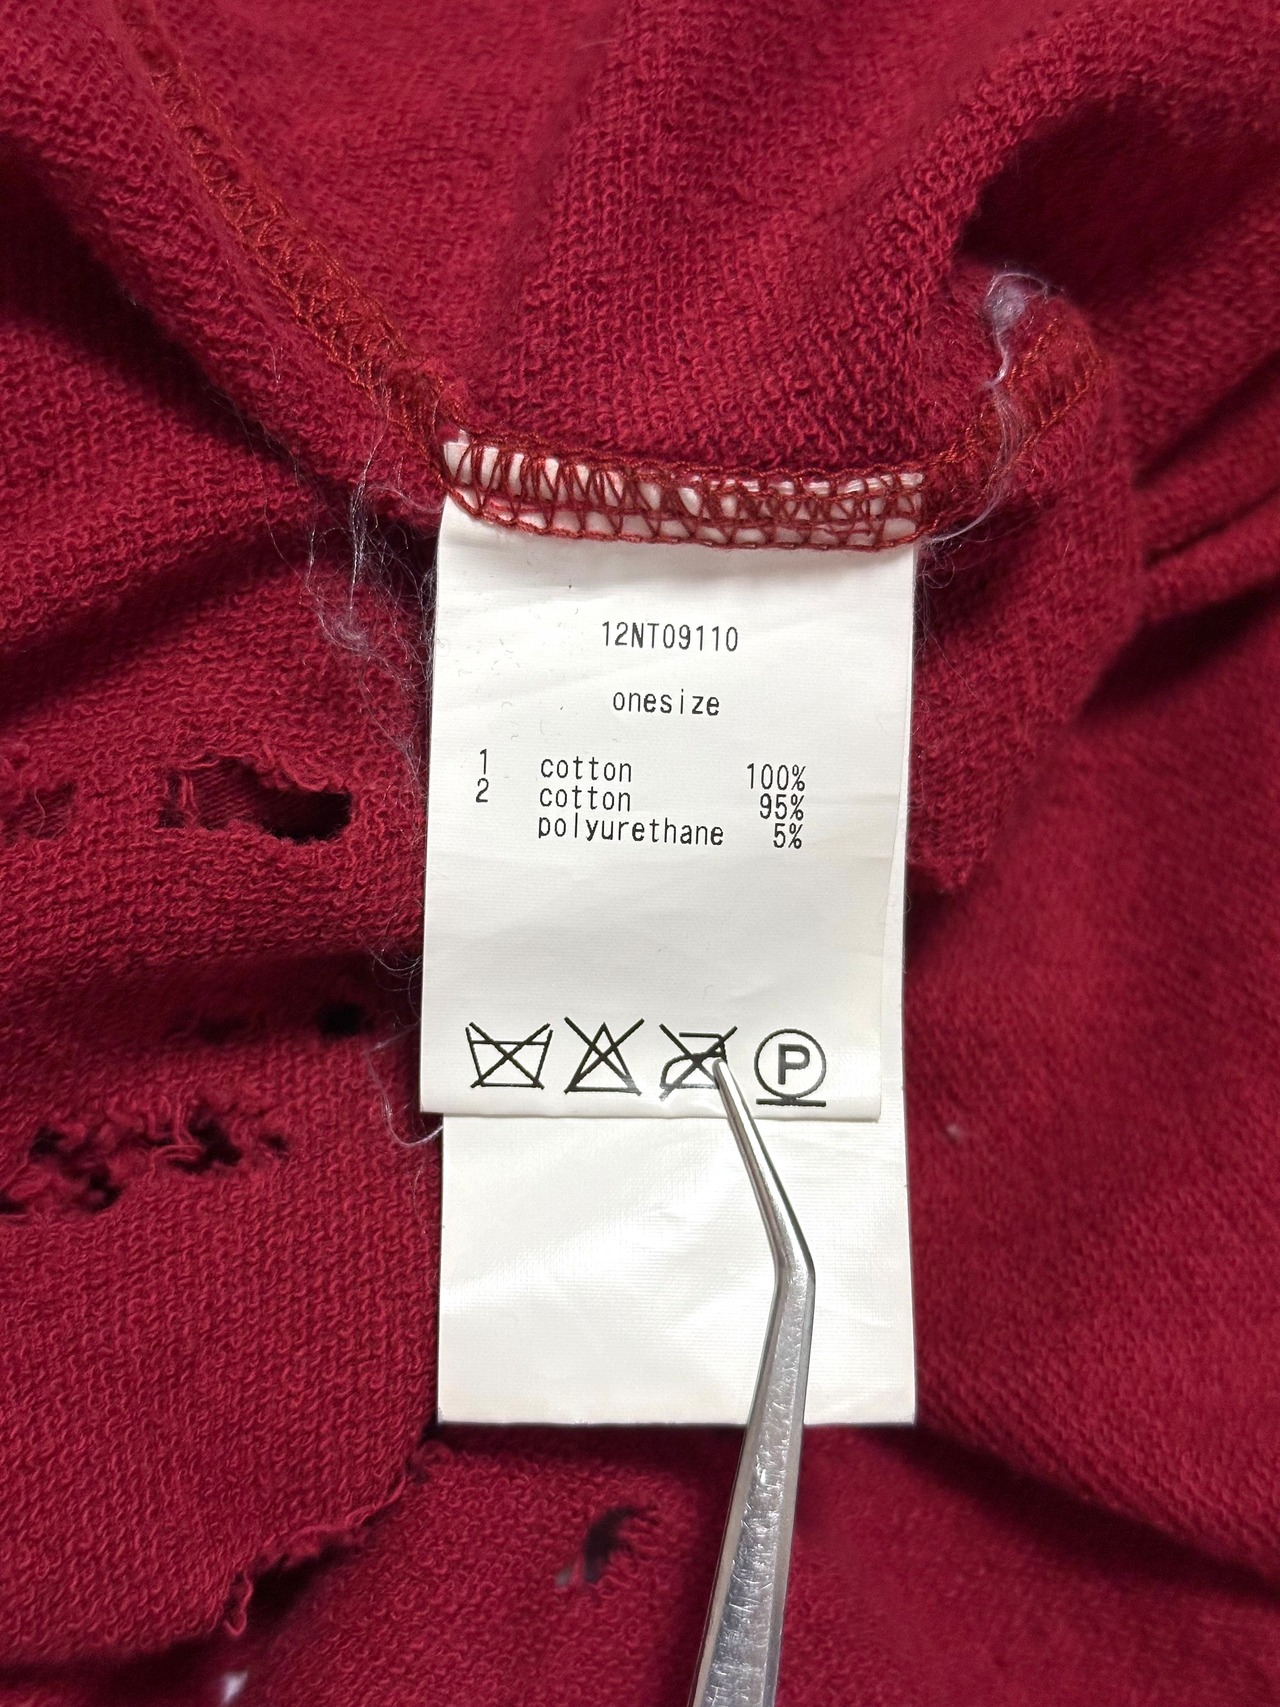 12NT09110
onesize
1 cotton 100%
2 cotton 95%
polyurethane 5%
P